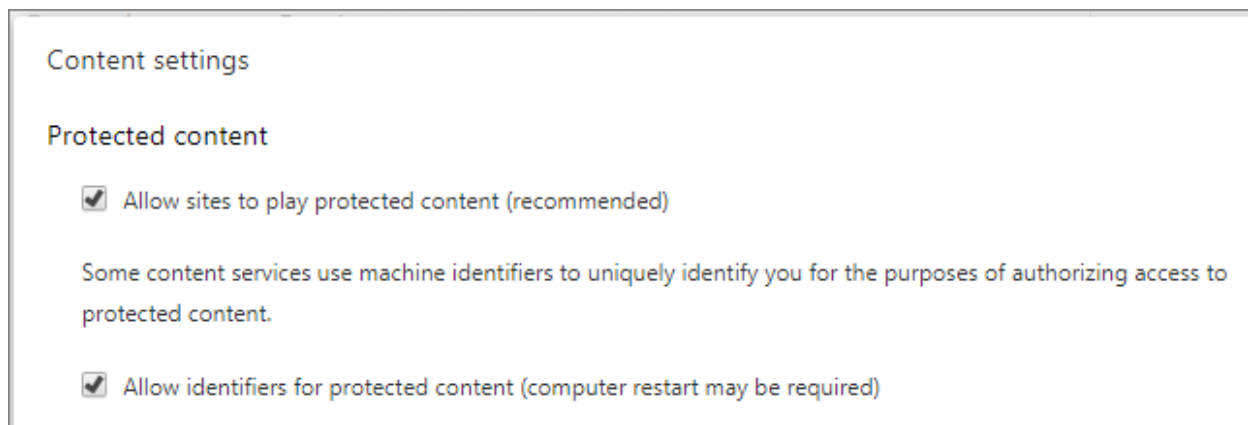 Content settings
Protected content
Allow sites to play protected content (recommended)
Some content services use machine identifiers to uniquely identify you for the purposes of authorizing access to
protected content.
Allow identifiers for protected content (computer restart may be required)